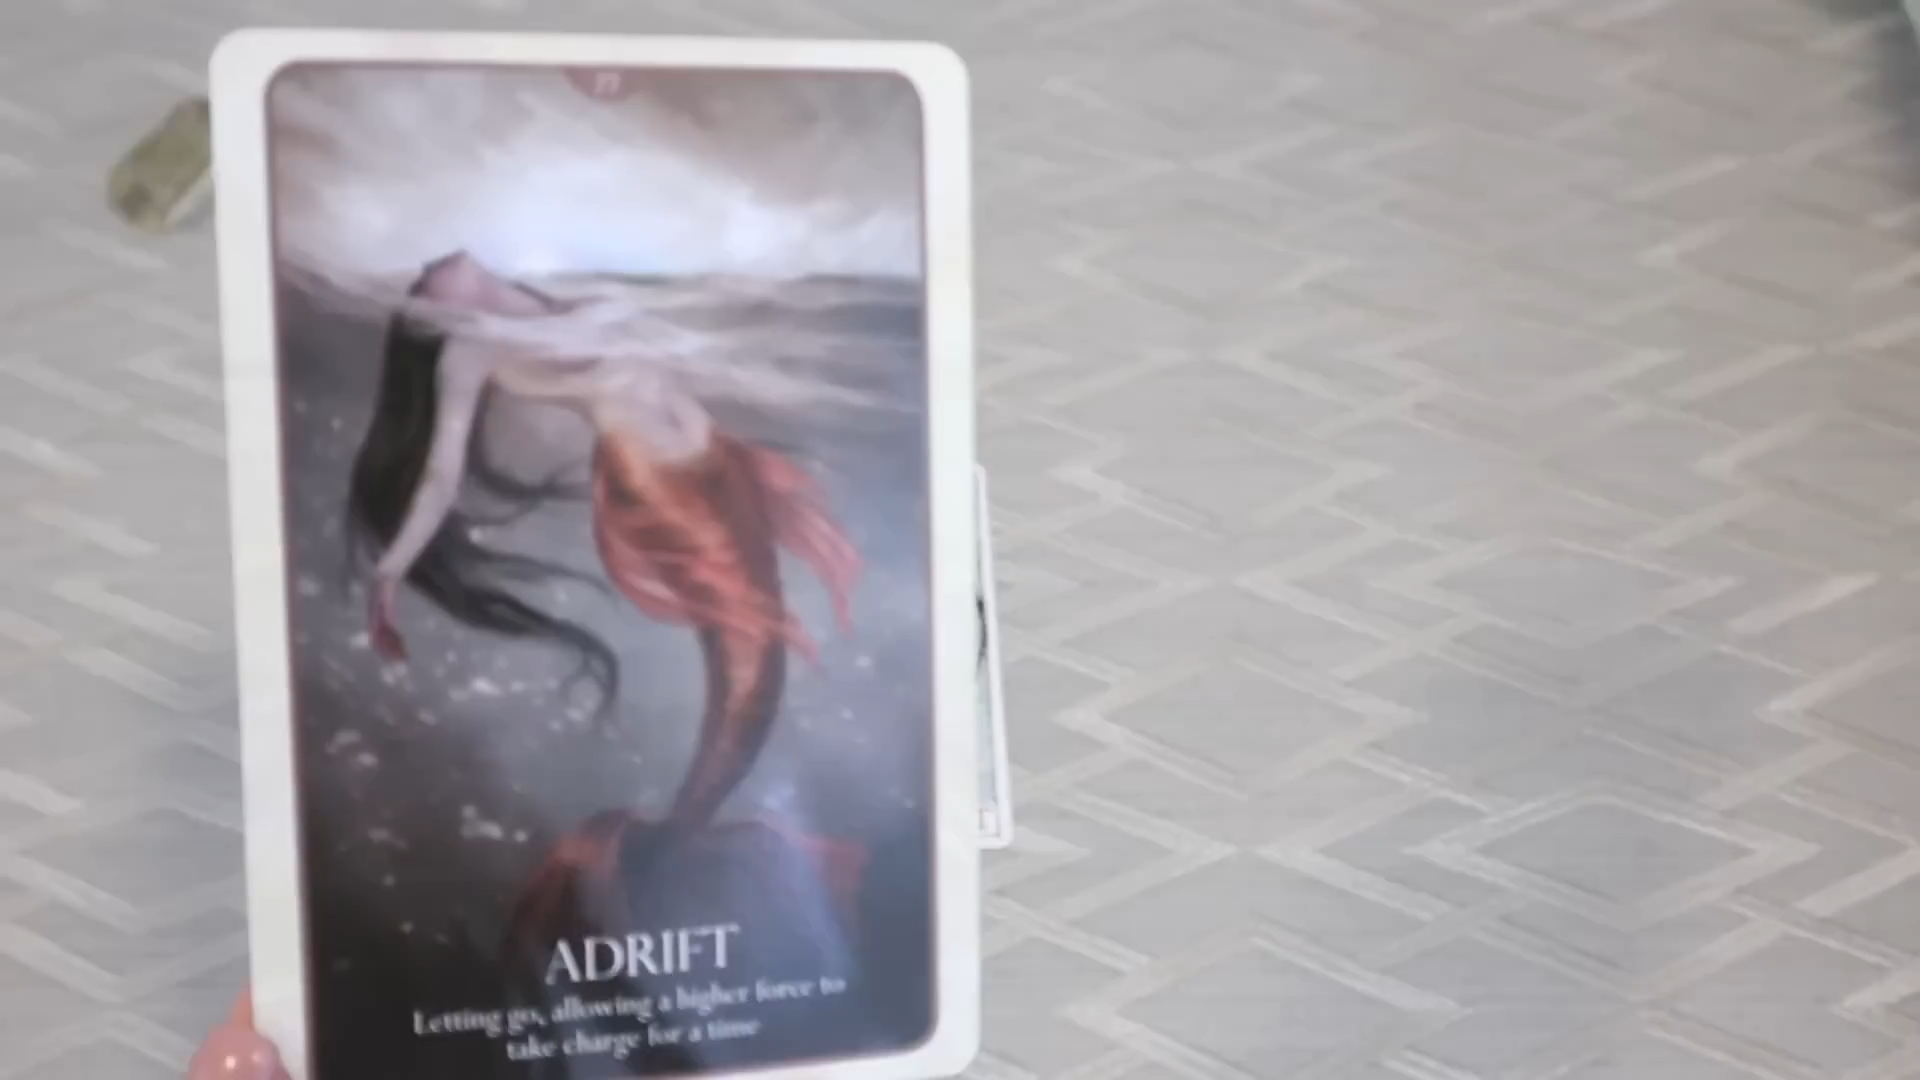 ADRIFT
Letting go, allowing a higher force to
take charge for a time